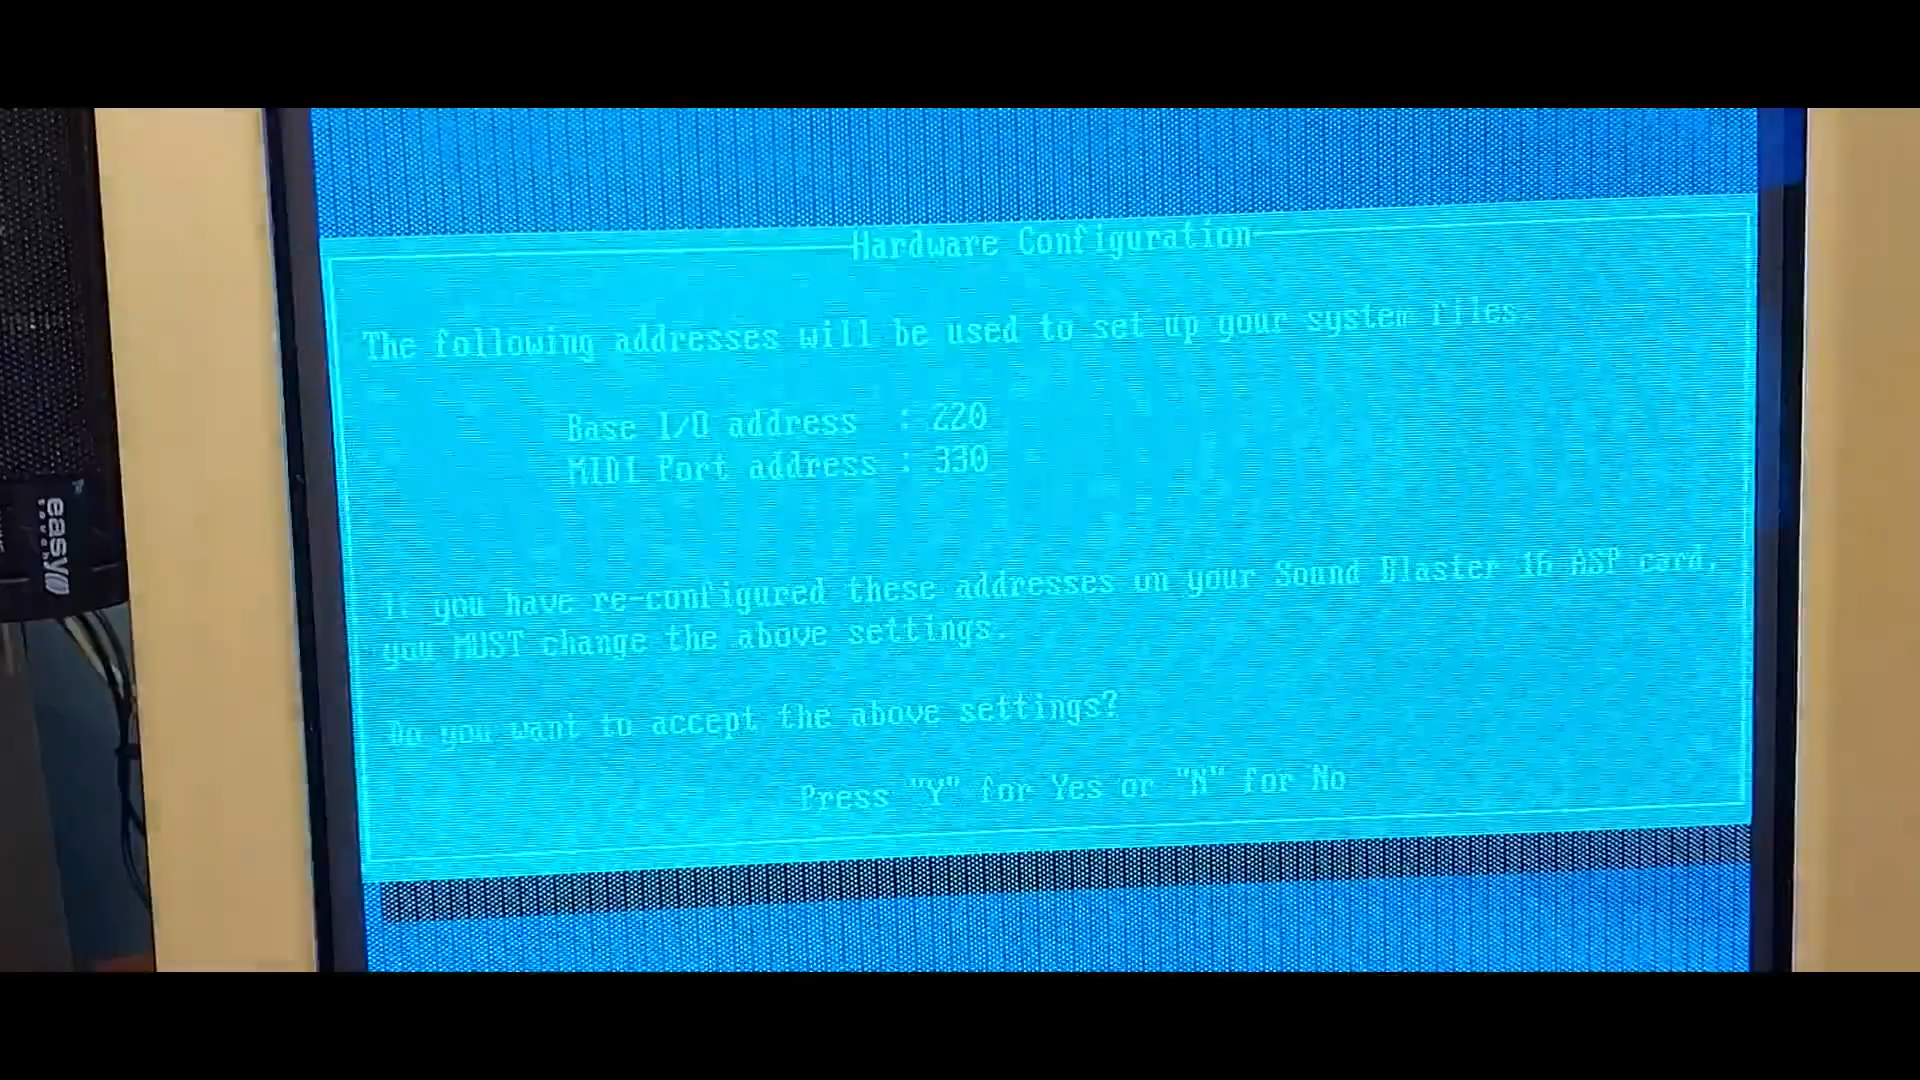 Hardware Configuration
The following addresses will be used to set up your system files.
Base I/O address : 220
MIDI Port address : 330
If you have re-configured these addresses on your Sound Blaster 16 ASP card,
you MUST change the above settings.
Do you want to accept the above settings?
Press "Y" for Yes or "N" for No
easy